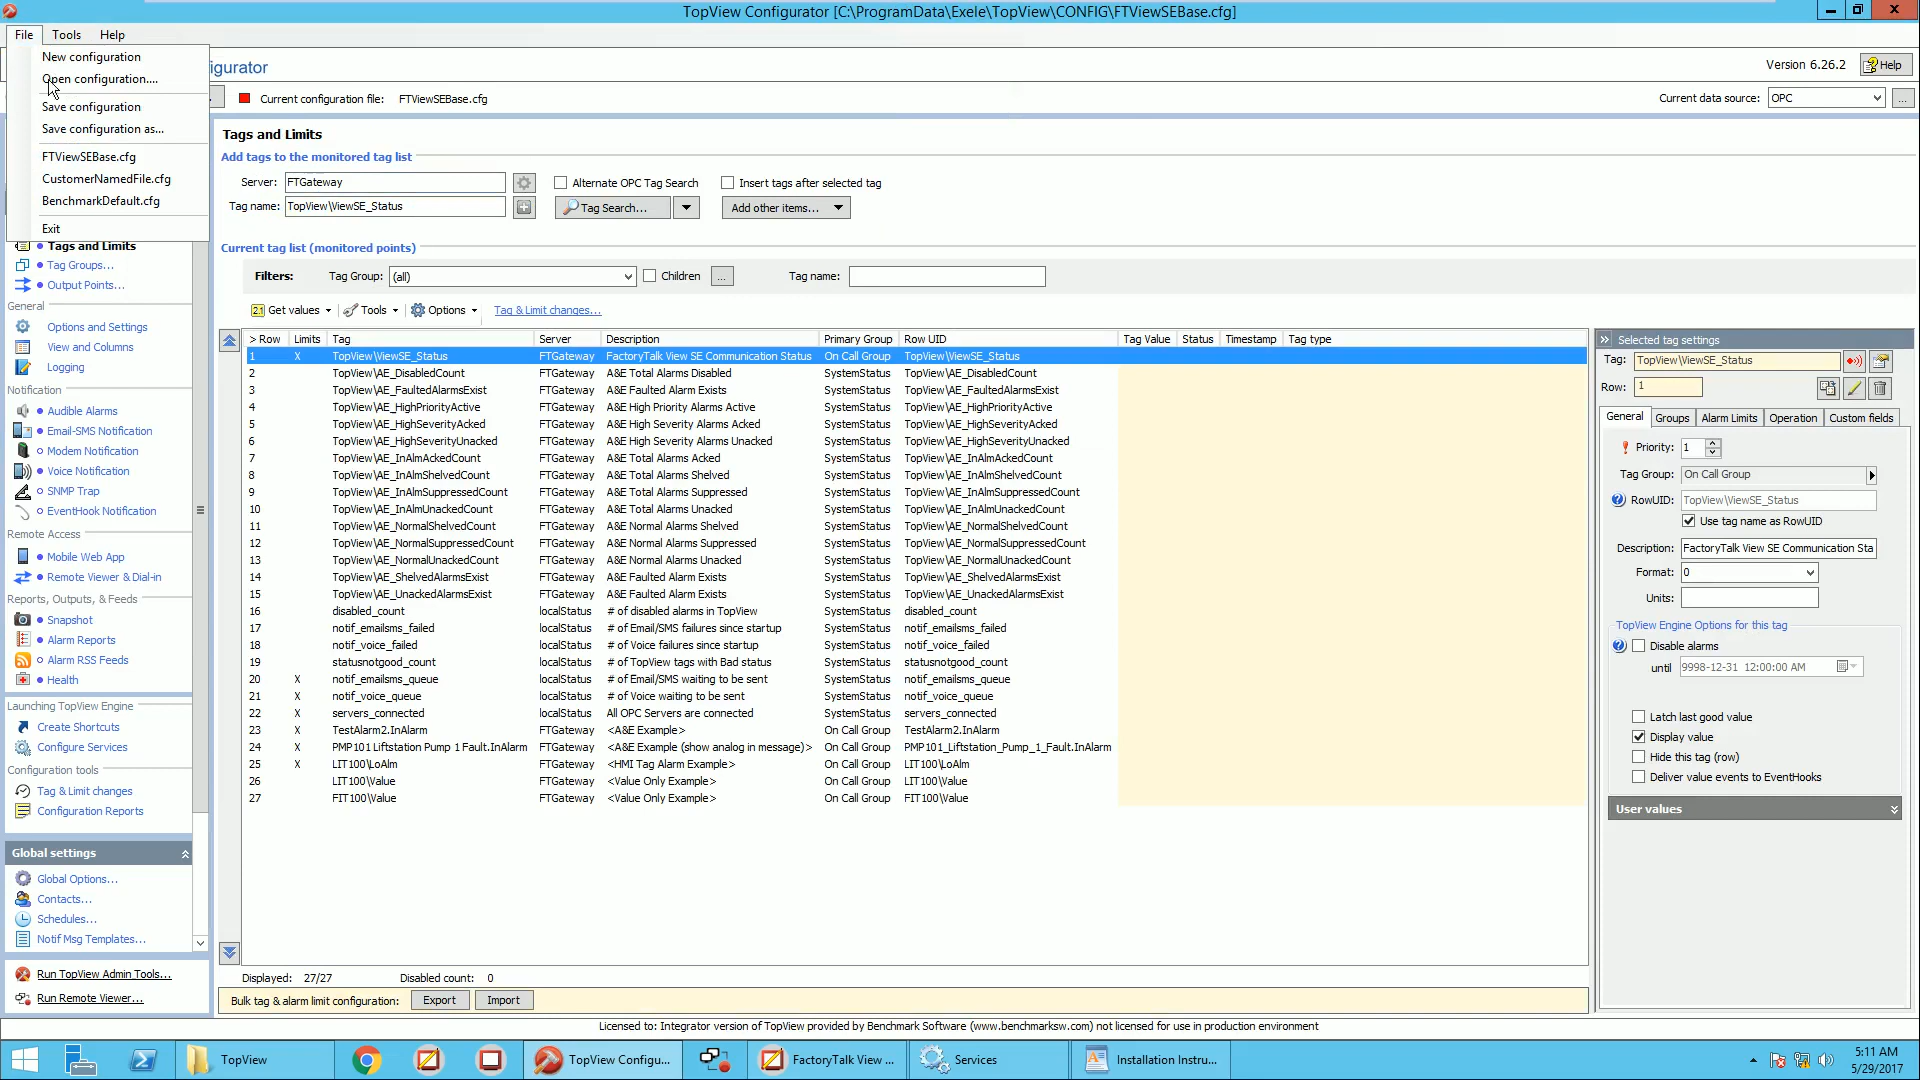 TopView Configurator [C:\ProgramData\Exele\TopView\CONFIG\FTViewSEBase.cfg]
File Tools Help
New configuration
Open configuration....
Save configuration
Save configuration as...
FTViewSEBase.cfg
CustomerNamedFile.cfg
BenchmarkDefault.cfg
Exit
igurator
Version 6.26.2 Help
Current configuration file: FTViewSEBase.cfg
Current data source: OPC ...
Tags and Limits
Tag Groups...
Output Points...
General
Options and Settings
View and Columns
Logging
Notification
Audible Alarms
Email-SMS Notification
Modem Notification
Voice Notification
SNMP Trap
EventHook Notification
Remote Access
Mobile Web App
Remote Viewer & Dial-in
Reports, Outputs, & Feeds
Snapshot
Alarm Reports
Alarm RSS Feeds
Health
Launching TopView Engine
Create Shortcuts
Configure Services
Configuration tools
Tag & Limit changes
Configuration Reports
Global settings
Global Options...
Contacts...
Schedules...
Notif Msg Templates...
Run TopView Admin Tools...
Run Remote Viewer...
Tags and Limits
Add tags to the monitored tag list
Server: FTGateway Alternate OPC Tag Search Insert tags after selected tag
Tag name: TopView\ViewSE_Status Tag Search... Add other items...
Current tag list (monitored points)
Filters: Tag Group: (all) Children ... Tag name:
2.1 Get values Tools Options Tag & Limit changes...
> Row Limits Tag Server Description Primary Group Row UID Tag Value Status Timestamp Tag type
1 X TopView\ViewSE_Status FTGateway FactoryTalk View SE Communication Status On Call Group TopView\ViewSE_Status
2 TopView\AE_DisabledCount FTGateway A&E Total Alarms Disabled SystemStatus TopView\AE_DisabledCount
3 TopView\AE_FaultedAlarmsExist FTGateway A&E Faulted Alarm Exists SystemStatus TopView\AE_FaultedAlarmsExist
4 TopView\AE_HighPriorityActive FTGateway A&E High Priority Alarms Active SystemStatus TopView\AE_HighPriorityActive
5 TopView\AE_HighSeverityAcked FTGateway A&E High Severity Alarms Acked SystemStatus TopView\AE_HighSeverityAcked
6 TopView\AE_HighSeverityUnacked FTGateway A&E High Severity Alarms Unacked SystemStatus TopView\AE_HighSeverityUnacked
7 TopView\AE_InAlmAckedCount FTGateway A&E Total Alarms Acked SystemStatus TopView\AE_InAlmAckedCount
8 TopView\AE_InAlmShelvedCount FTGateway A&E Total Alarms Shelved SystemStatus TopView\AE_InAlmShelvedCount
9 TopView\AE_InAlmSuppressedCount FTGateway A&E Total Alarms Suppressed SystemStatus TopView\AE_InAlmSuppressedCount
10 TopView\AE_InAlmUnackedCount FTGateway A&E Total Alarms Unacked SystemStatus TopView\AE_InAlmUnackedCount
11 TopView\AE_NormalShelvedCount FTGateway A&E Normal Alarms Shelved SystemStatus TopView\AE_NormalShelvedCount
12 TopView\AE_NormalSuppressedCount FTGateway A&E Normal Alarms Suppressed SystemStatus TopView\AE_NormalSuppressedCount
13 TopView\AE_NormalUnackedCount FTGateway A&E Normal Alarms Unacked SystemStatus TopView\AE_NormalUnackedCount
14 TopView\AE_ShelvedAlarmsExist FTGateway A&E Faulted Alarm Exists SystemStatus TopView\AE_ShelvedAlarmsExist
15 TopView\AE_UnackedAlarmsExist FTGateway A&E Faulted Alarm Exists SystemStatus TopView\AE_UnackedAlarmsExist
16 disabled_count localStatus # of disabled alarms in TopView SystemStatus disabled_count
17 notif_emailsms_failed localStatus # of Email/SMS failures since startup SystemStatus notif_emailsms_failed
18 notif_voice_failed localStatus # of Voice failures since startup SystemStatus notif_voice_failed
19 statusnotgood_count localStatus # of TopView tags with Bad status SystemStatus statusnotgood_count
20 X notif_emailsms_queue localStatus # of Email/SMS waiting to be sent SystemStatus notif_emailsms_queue
21 X notif_voice_queue localStatus # of Voice waiting to be sent SystemStatus notif_voice_queue
22 X servers_connected localStatus All OPC Servers are connected SystemStatus servers_connected
23 X TestAlarm2.InAlarm FTGateway <A&E Example> On Call Group TestAlarm2.InAlarm
24 X PMP101 Liftstation Pump 1 Fault.InAlarm FTGateway <A&E Example (show analog in message)> On Call Group PMP101_Liftstation_Pump_1_Fault.InAlarm
25 X LIT100\LoAlm FTGateway <HMI Tag Alarm Example> On Call Group LIT100\LoAlm
26 LIT100\Value FTGateway <Value Only Example> On Call Group LIT100\Value
27 FIT100\Value FTGateway <Value Only Example> On Call Group FIT100\Value
Displayed: 27/27 Disabled count: 0
Bulk tag & alarm limit configuration: Export Import
Selected tag settings
Tag: TopView\ViewSE_Status
Row: 1
General Groups Alarm Limits Operation Custom fields
Priority: 1
Tag Group: On Call Group
RowUID: TopView\ViewSE_Status
Use tag name as RowUID
Description: FactoryTalk View SE Communication Sta
Format: 0
Units:
TopView Engine Options for this tag
Disable alarms
until 9998-12-31 12:00:00 AM
Latch last good value
Display value
Hide this tag (row)
Deliver value events to EventHooks
User values
Licensed to: Integrator version of TopView provided by Benchmark Software (www.benchmarksw.com) not licensed for use in production environment
TopView TopView Configu... FactoryTalk View ... Services Installation Instru...
5:11 AM
5/29/2017